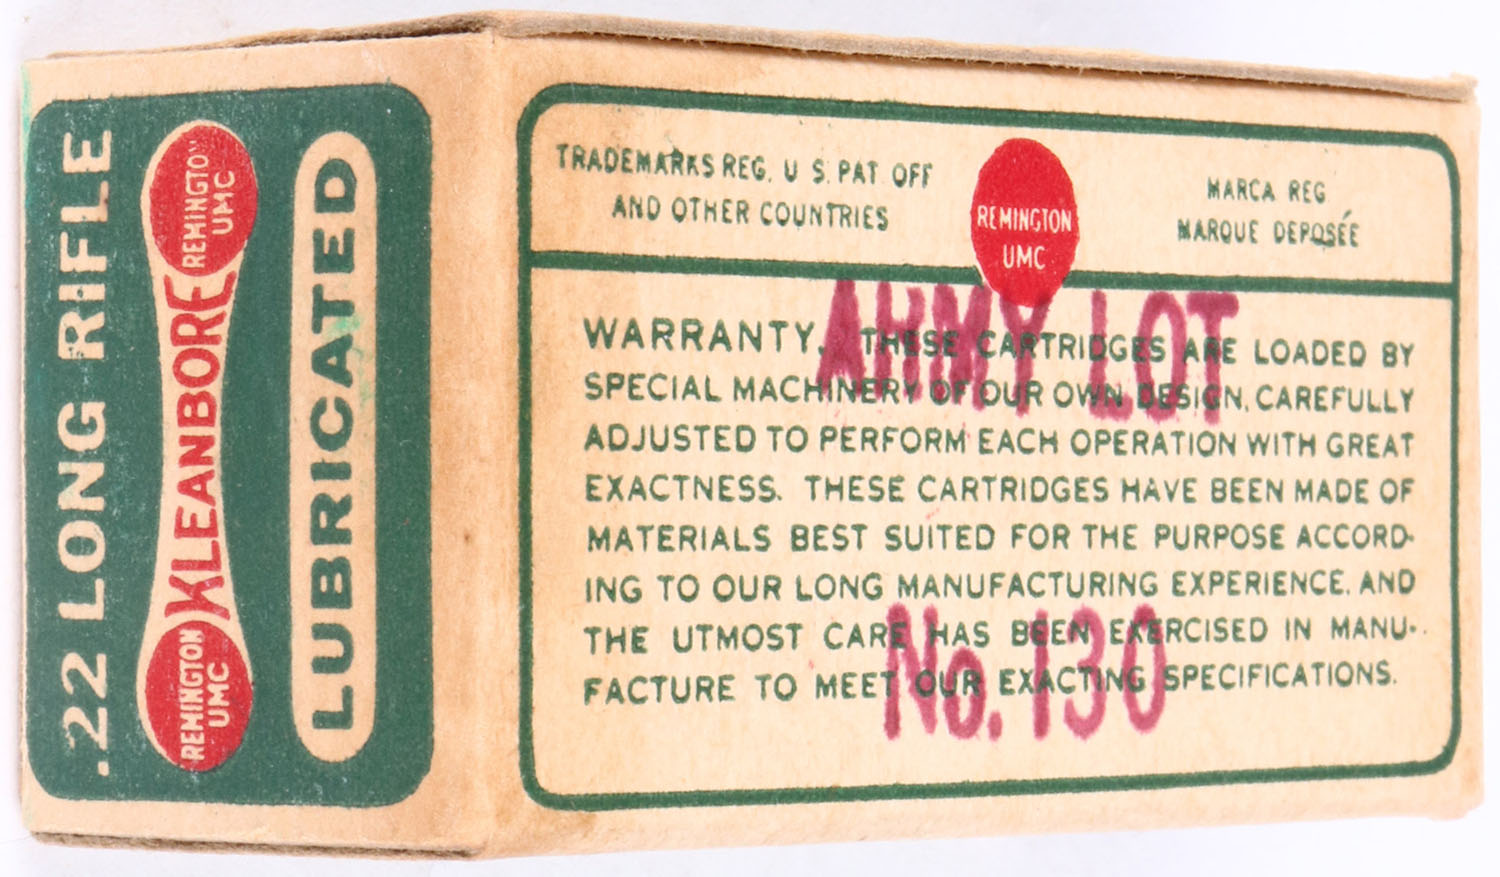 .22 LONG RIFLE
REMINGTON
UMC
KLEANBORE
REMINGTON
UMC
LUBRICATED
TRADEMARKS REG. U S. PAT OFF
AND OTHER COUNTRIES
REMINGTON
UMC
MARCA REG
MARQUE DEPOSÉE
ARMY LOT
WARRANTY, THESE CARTRIDGES ARE LOADED BY
SPECIAL MACHINERY OF OUR OWN DESIGN, CAREFULLY
ADJUSTED TO PERFORM EACH OPERATION WITH GREAT
EXACTNESS. THESE CARTRIDGES HAVE BEEN MADE OF
MATERIALS BEST SUITED FOR THE PURPOSE ACCORD-
ING TO OUR LONG MANUFACTURING EXPERIENCE. AND
THE UTMOST CARE HAS BEEN EXERCISED IN MANU-
FACTURE TO MEET OUR EXACTING SPECIFICATIONS.
No. 130